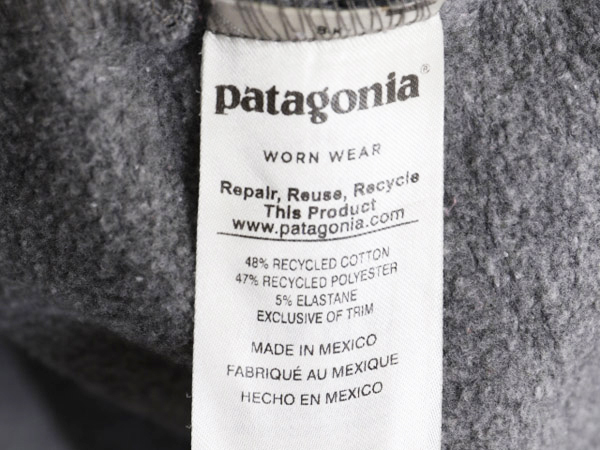 patagonia®
WORN WEAR
Repair, Reuse, Recycle
This Product
www.patagonia.com
48% RECYCLED COTTON
47% RECYCLED POLYESTER
5% ELASTANE
EXCLUSIVE OF TRIM
MADE IN MEXICO
FABRIQUÉ AU MEXIQUE
HECHO EN MEXICO